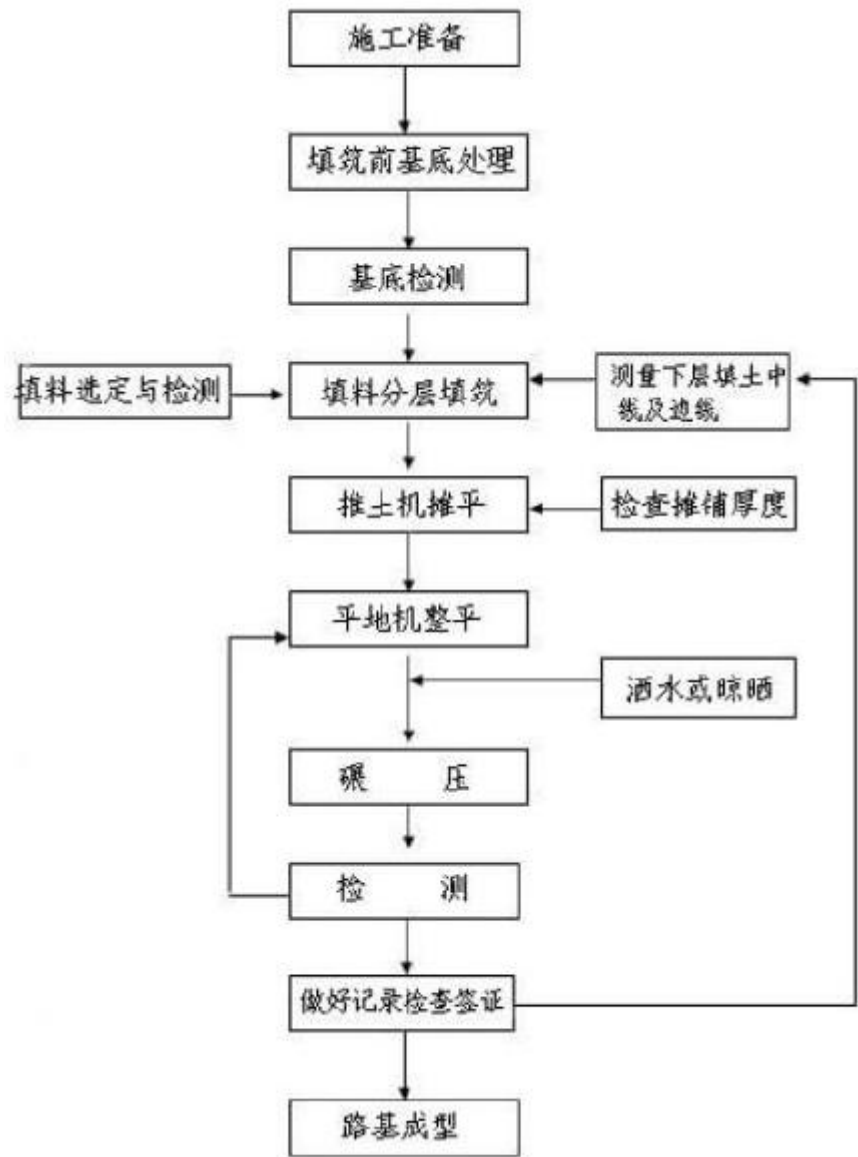 施工准备
填筑前基底处理
基底检测
填料选定与检测
填料分层填筑
测量下层填土中
线及边线
推土机摊平
检查摊铺厚度
平地机整平
洒水或晾晒
碾 压
检 测
做好记录检查签证
路基成型